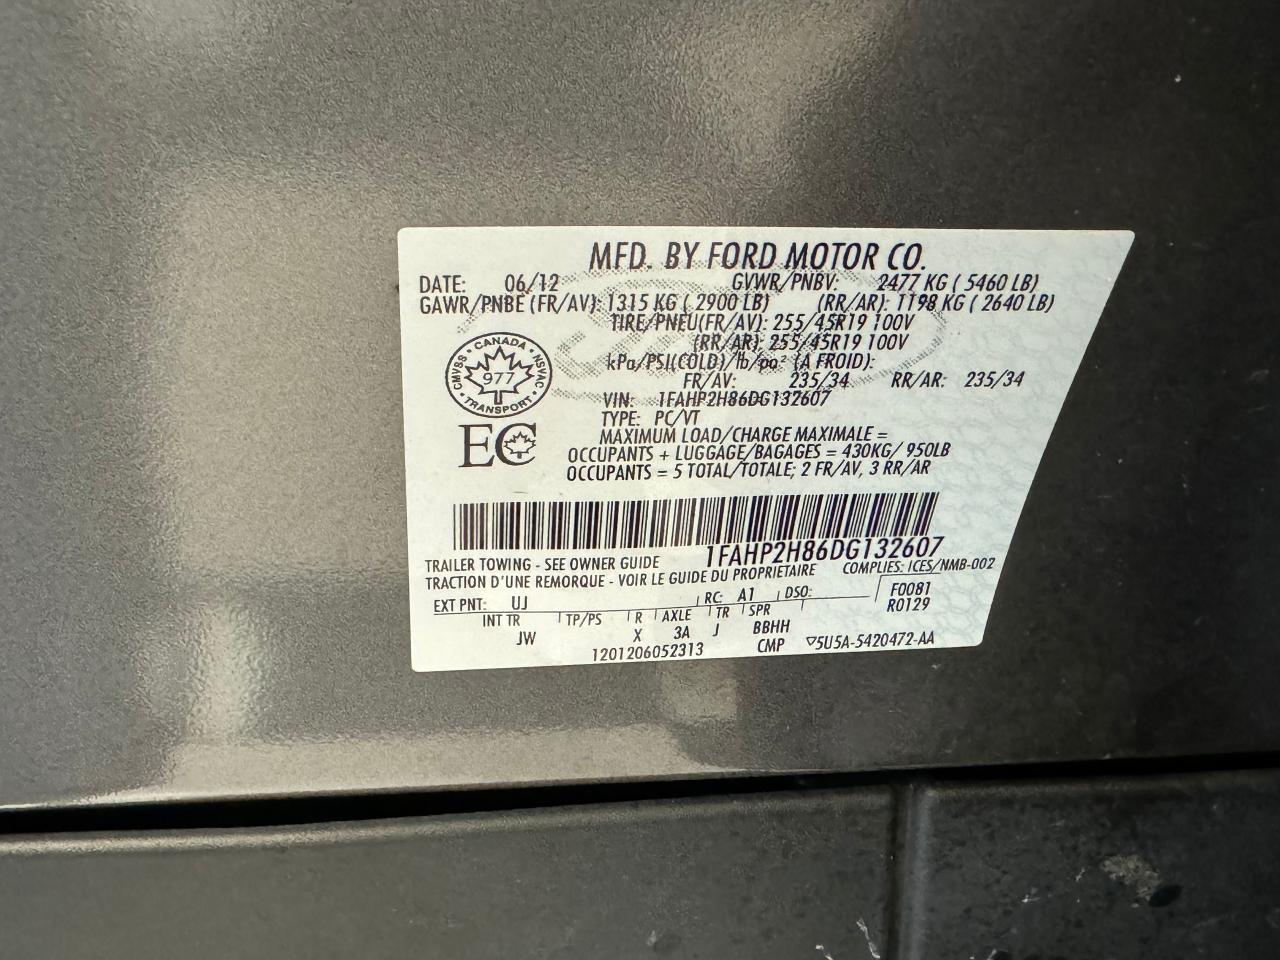 MFD. BY FORD MOTOR CO.
DATE: 06/12 GVWR/PNBV: 2477 KG ( 5460 LB)
GAWR/PNBE (FR/AV): 1315 KG ( 2900 LB) (RR/AR): 1198 KG ( 2640 LB)
TIRE/PNEU(FR/AV): 255/45R19 100V
(RR/AR): 255/45R19 100V
kPa/PSI(COLD)/lb/po² (A FROID):
FR/AV: 235/34 RR/AR: 235/34
VIN: 1FAHP2H86DG132607
TYPE: PC/VT
MAXIMUM LOAD/CHARGE MAXIMALE =
OCCUPANTS + LUGGAGE/BAGAGES = 430KG/ 950LB
OCCUPANTS = 5 TOTAL/TOTALE; 2 FR/AV, 3 RR/AR
CANADA
CMVSS 977 NSVAC
TRANSPORT
EC
1FAHP2H86DG132607
TRAILER TOWING - SEE OWNER GUIDE
COMPLIES: ICES/NMB-002
TRACTION D'UNE REMORQUE - VOIR LE GUIDE DU PROPRIETAIRE
EXT PNT: UJ RC: A1 DSO: F0081
R0129
INT TR TP/PS R AXLE TR SPR
JW X 3A J BBHH
1201206052313 CMP ▽5U5A-5420472-AA